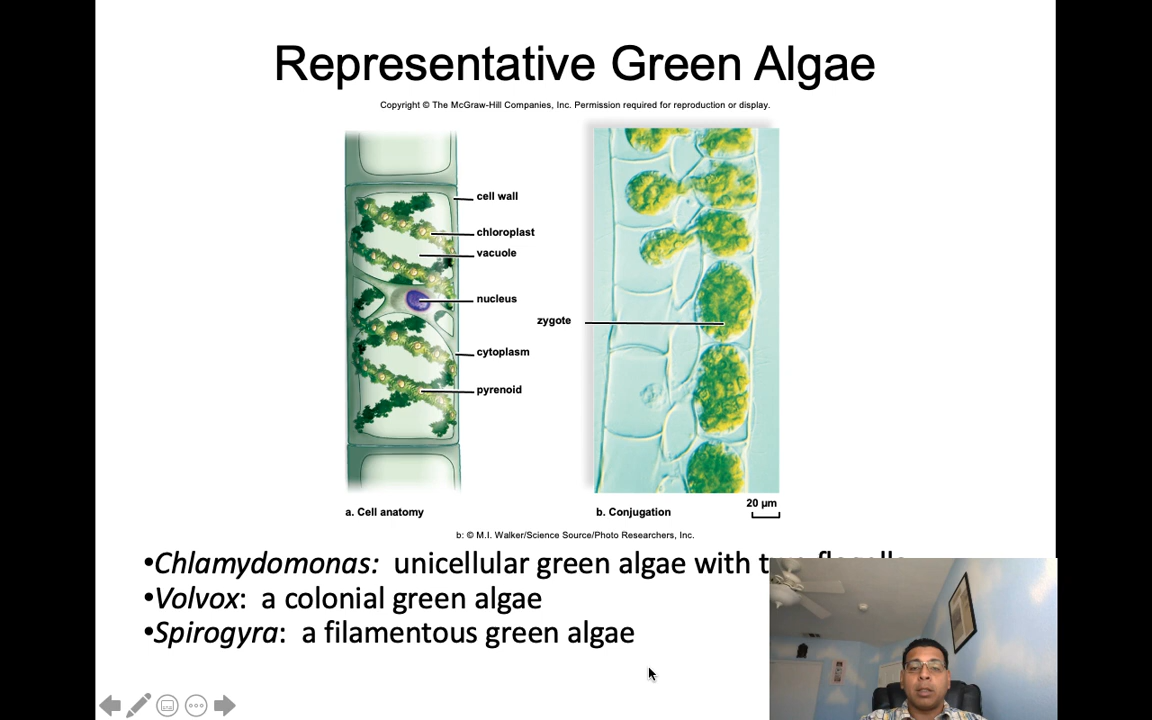 Representative Green Algae
Copyright © The McGraw-Hill Companies, Inc. Permission required for reproduction or display.
cell wall
chloroplast
vacuole
nucleus
zygote
cytoplasm
pyrenoid
20 µm
a. Cell anatomy
b. Conjugation
b: © M.I. Walker/Science Source/Photo Researchers, Inc.
•Chlamydomonas: unicellular green algae with
•Volvox: a colonial green algae
•Spirogyra: a filamentous green algae